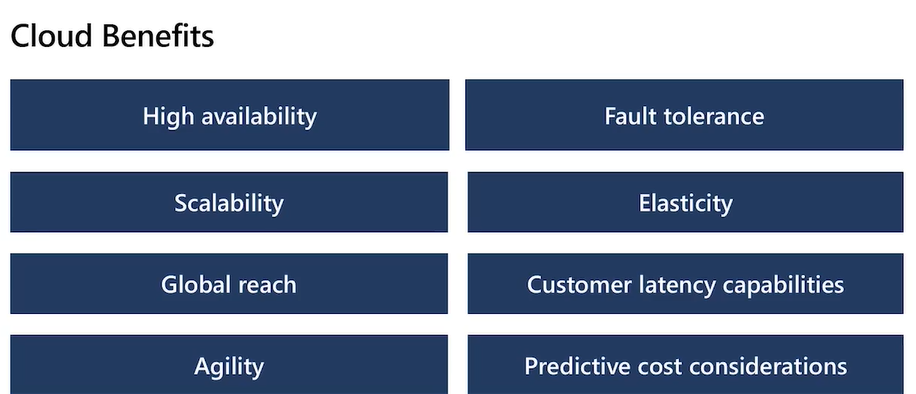 Cloud Benefits
High availability
Fault tolerance
Scalability
Elasticity
Global reach
Customer latency capabilities
Agility
Predictive cost considerations